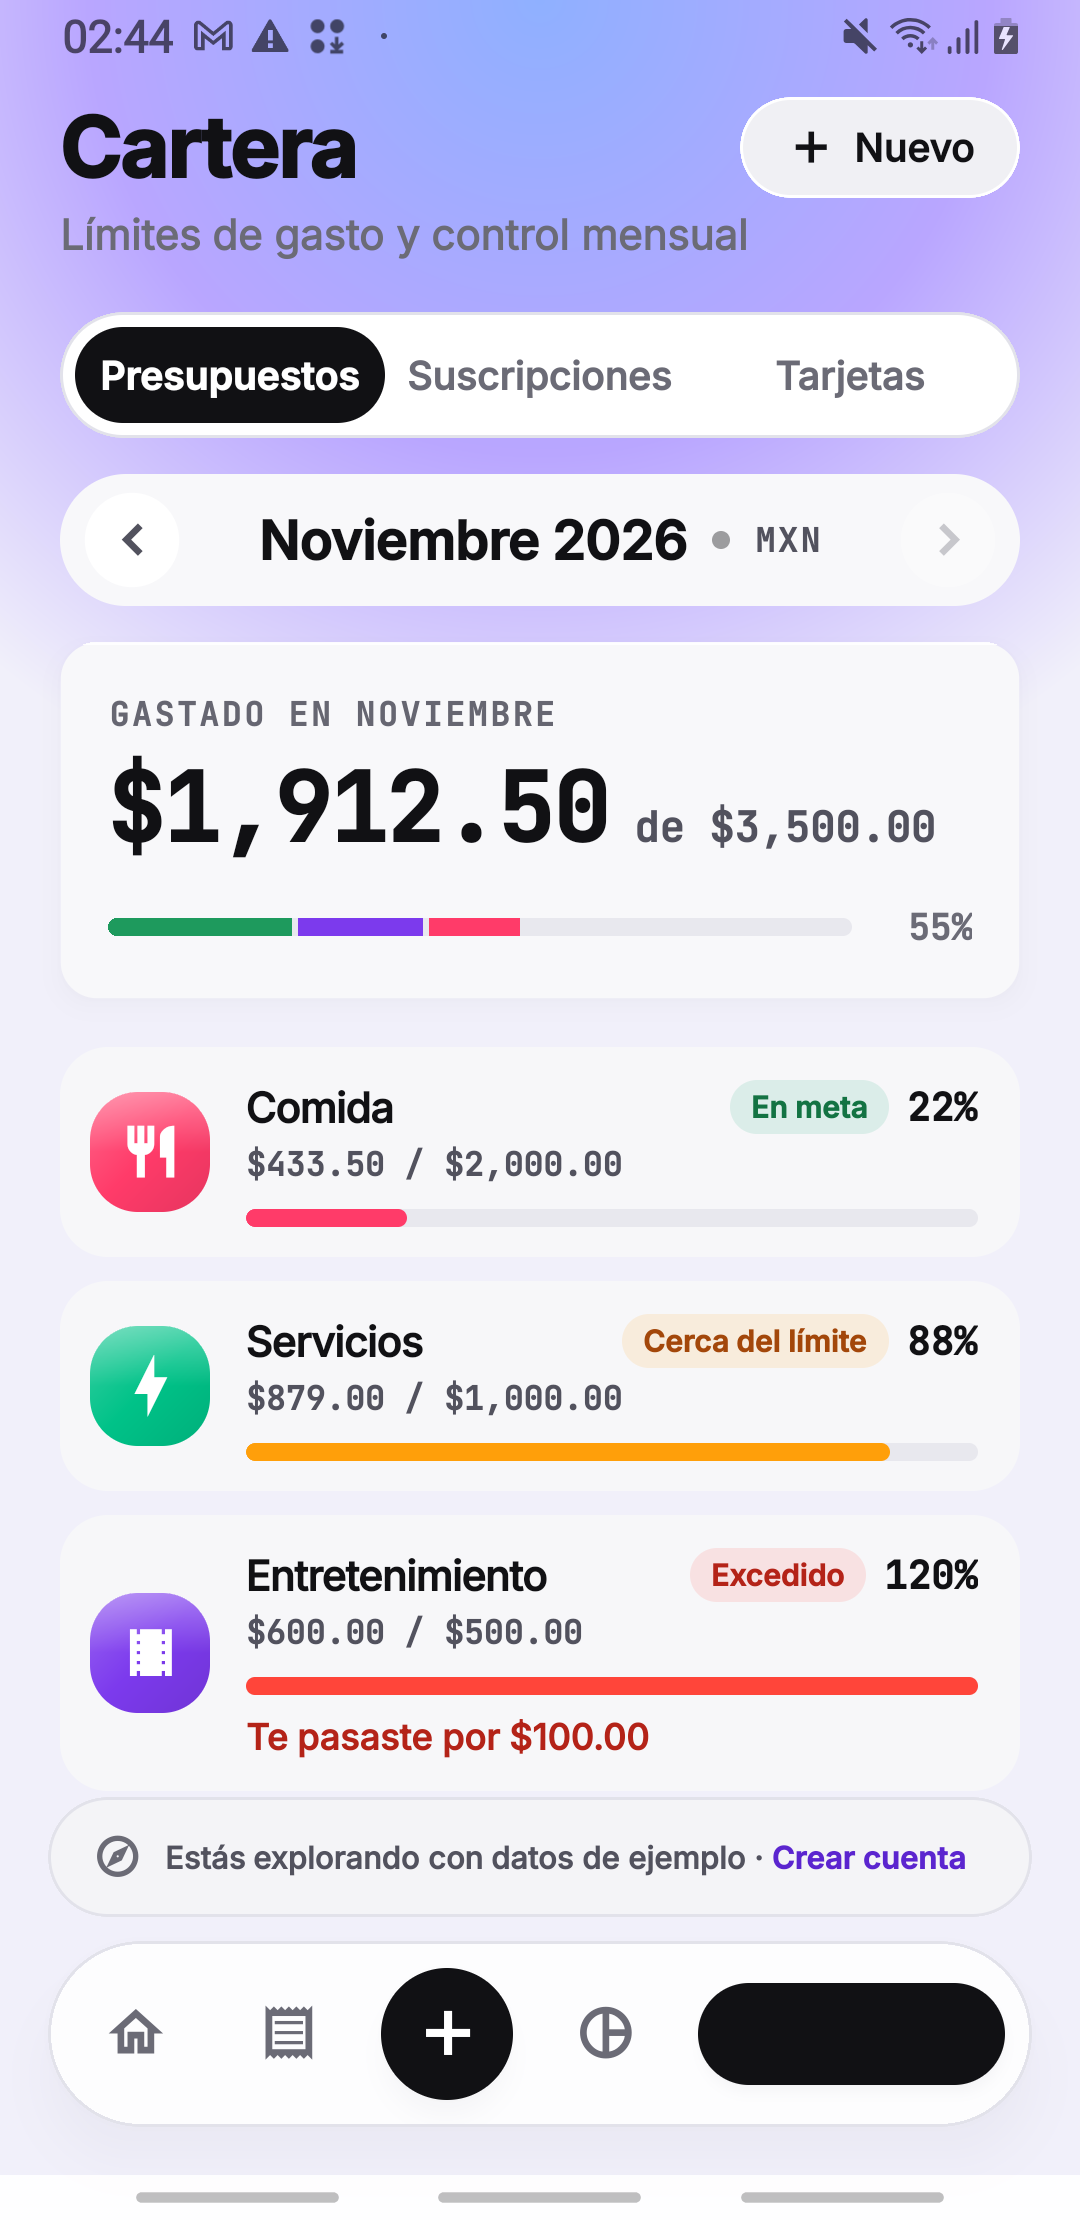 02:44
Cartera
+ Nuevo
Límites de gasto y control mensual
Presupuestos Suscripciones Tarjetas
Noviembre 2026 • MXN
GASTADO EN NOVIEMBRE
$1,912.50 de $3,500.00
55%
Comida En meta 22%
$433.50 / $2,000.00
Servicios Cerca del límite 88%
$879.00 / $1,000.00
Entretenimiento Excedido 120%
$600.00 / $500.00
Te pasaste por $100.00
Estás explorando con datos de ejemplo · Crear cuenta